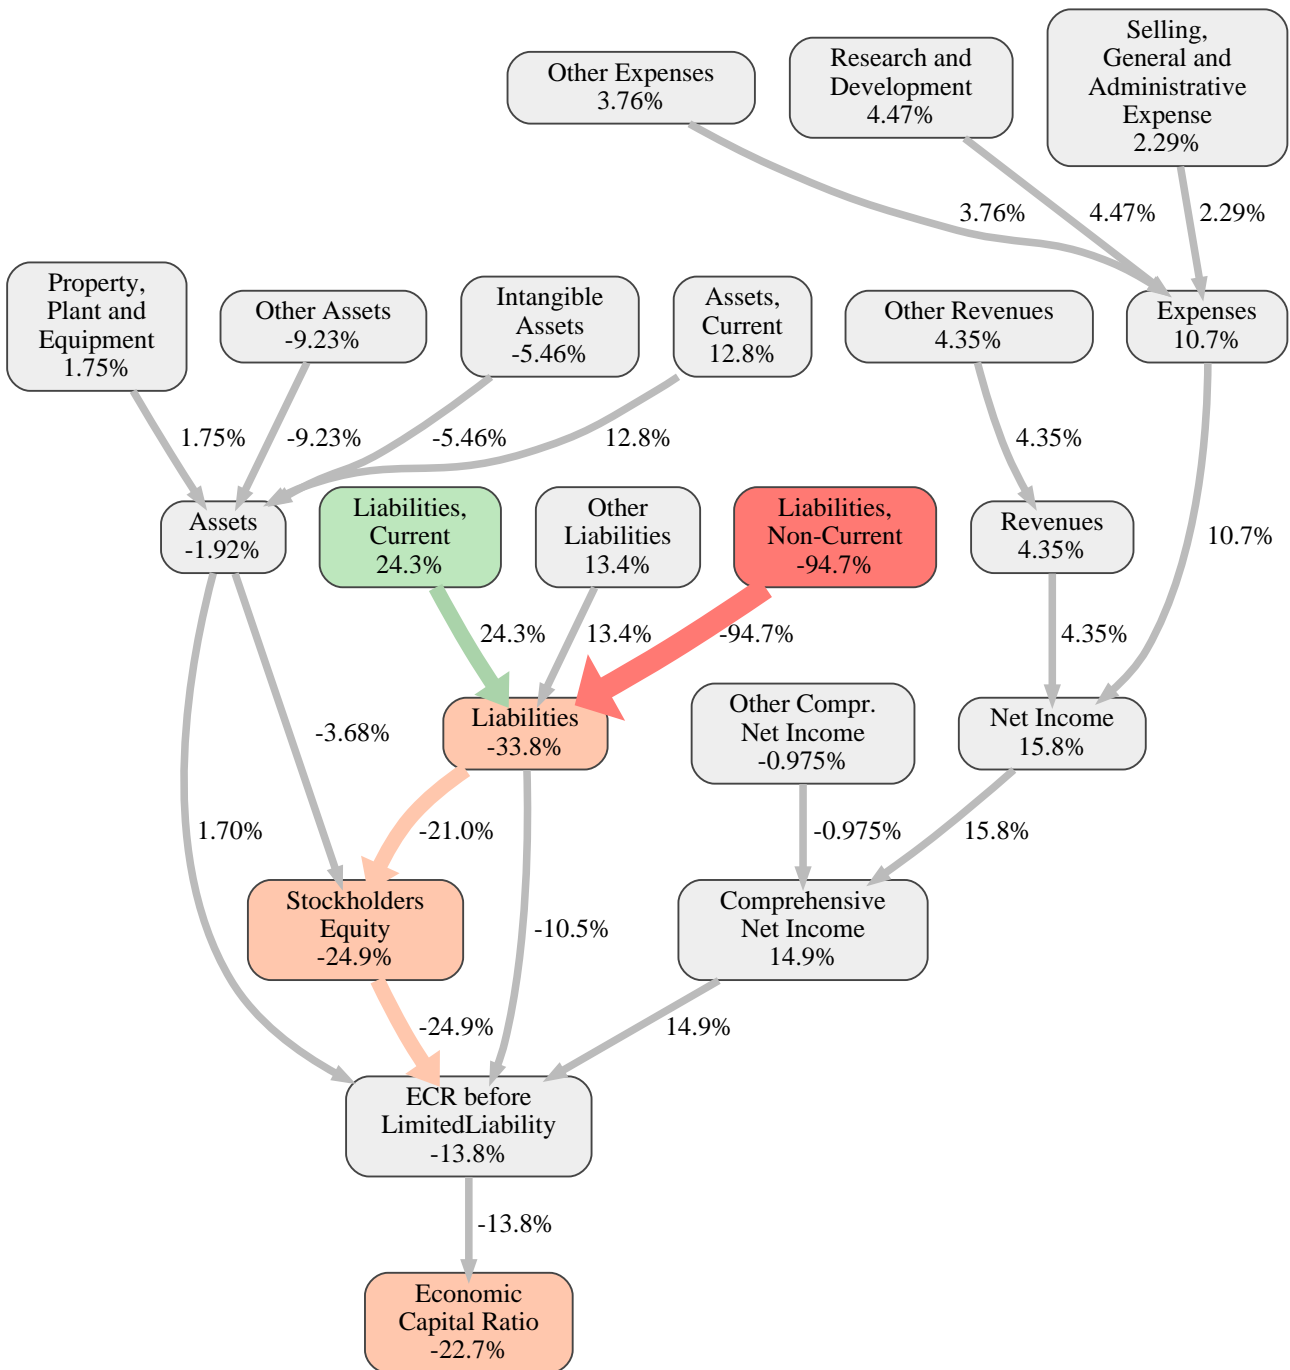 Selling,
General and
Administrative
Expense
2.29%
Research and
Development
4.47%
Other Expenses
3.76%
3.76%
4.47%
2.29%
Property,
Plant and
Equipment
1.75%
Other Assets
-9.23%
Intangible
Assets
-5.46%
Assets,
Current
12.8%
Other Revenues
4.35%
Expenses
10.7%
1.75%
-9.23%
-5.46%
12.8%
4.35%
10.7%
Assets
-1.92%
Liabilities,
Current
24.3%
Other
Liabilities
13.4%
Liabilities,
Non-Current
-94.7%
Revenues
4.35%
24.3%
13.4%
-94.7%
4.35%
-3.68%
Liabilities
-33.8%
Other Compr.
Net Income
-0.975%
Net Income
15.8%
1.70%
-21.0%
-0.975%
15.8%
Stockholders
Equity
-24.9%
-10.5%
Comprehensive
Net Income
14.9%
-24.9%
14.9%
ECR before
LimitedLiability
-13.8%
-13.8%
Economic
Capital Ratio
-22.7%